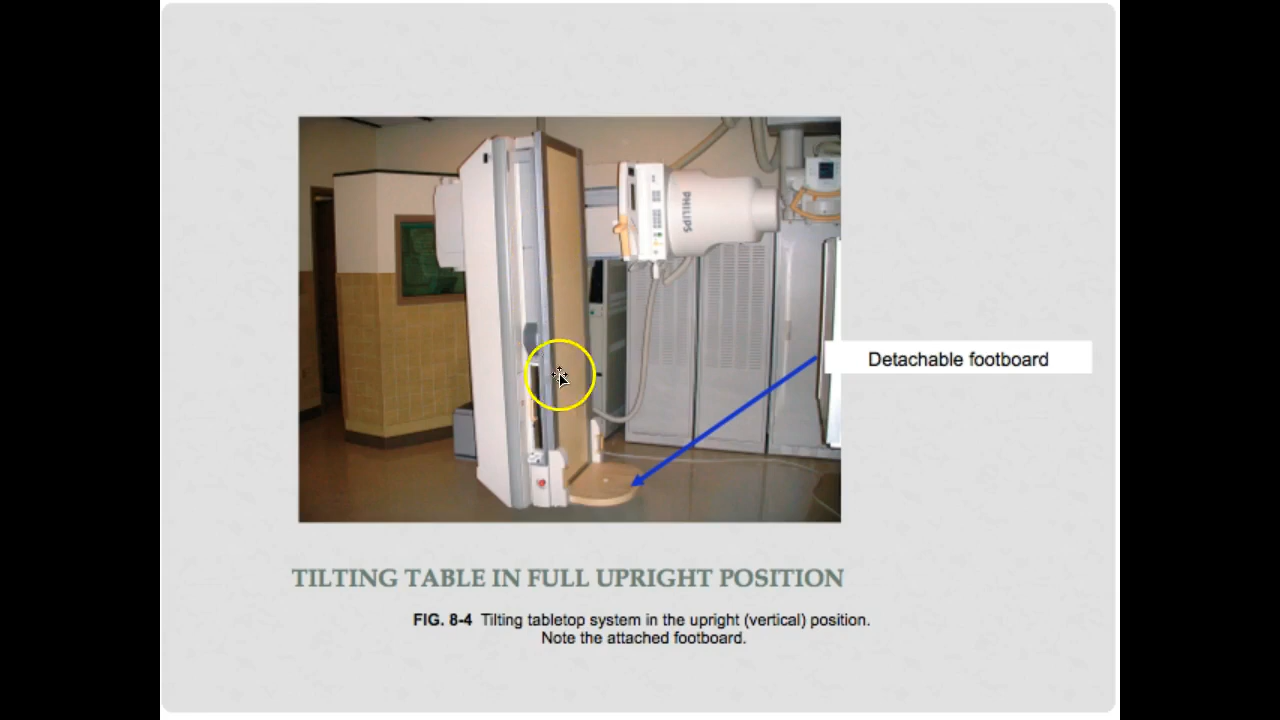 PHILIPS
Detachable footboard
TILTING TABLE IN FULL UPRIGHT POSITION
FIG. 8-4 Tilting tabletop system in the upright (vertical) position.
Note the attached footboard.